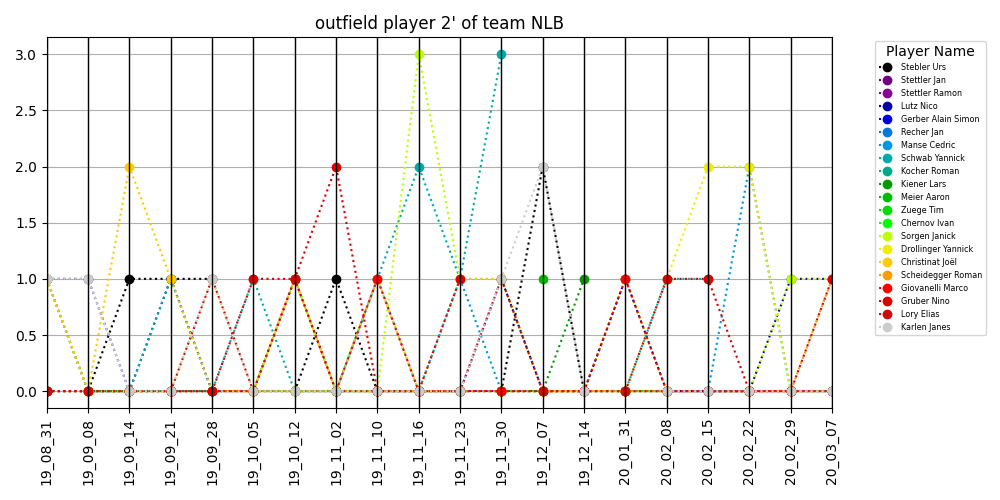 outfield player 2' of team NLB
3.0
2.5
2.0
1.5
1.0
0.5
0.0
19_08_31
19_09_08
19_09_14
19_09_21
19_09_28
19_10_05
19_10_12
19_11_02
19_11_10
19_11_16
19_11_23
19_11_30
19_12_07
19_12_14
20_01_31
20_02_08
20_02_15
20_02_22
20_02_29
20_03_07
Player Name
Stebler Urs
Stettler Jan
Stettler Ramon
Lutz Nico
Gerber Alain Simon
Recher Jan
Manse Cedric
Schwab Yannick
Kocher Roman
Kiener Lars
Meier Aaron
Zuege Tim
Chernov Ivan
Sorgen Janick
Drollinger Yannick
Christinat Joël
Scheidegger Roman
Giovanelli Marco
Gruber Nino
Lory Elias
Karlen Janes